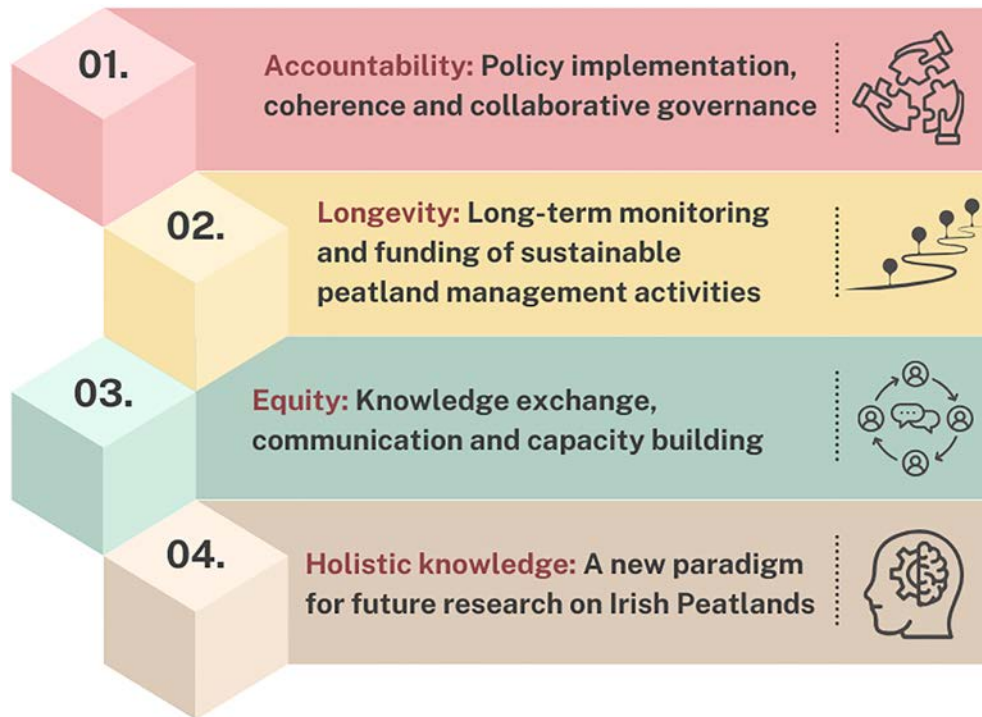 01.
Accountability: Policy implementation,
coherence and collaborative governance
02.
Longevity: Long-term monitoring
and funding of sustainable
peatland management activities
03.
Equity: Knowledge exchange,
communication and capacity building
04.
Holistic knowledge: A new paradigm
for future research on Irish Peatlands